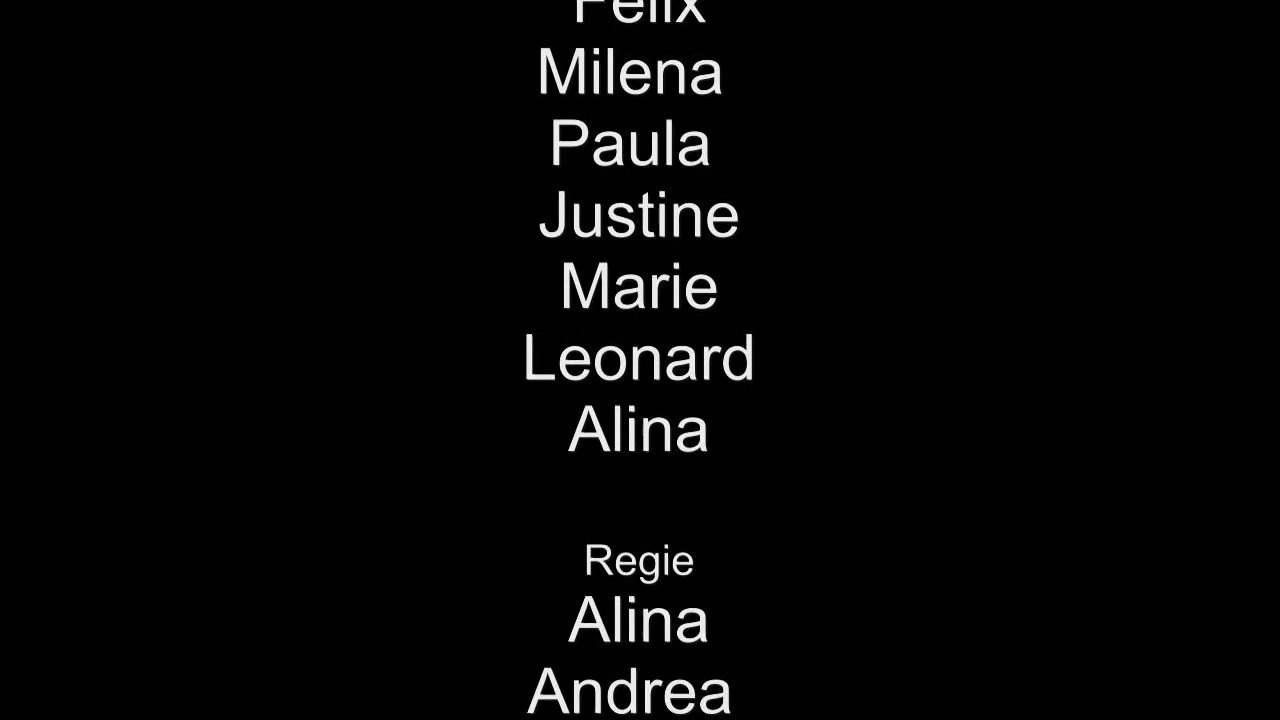 Felix
Milena
Paula
Justine
Marie
Leonard
Alina
Regie
Alina
Andrea